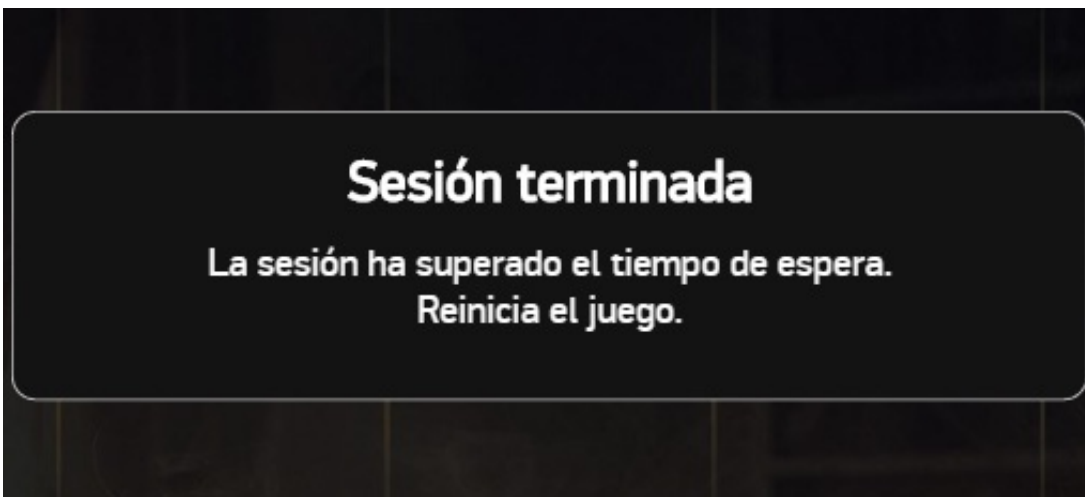 Sesión terminada
La sesión ha superado el tiempo de espera.
Reinicia el juego.